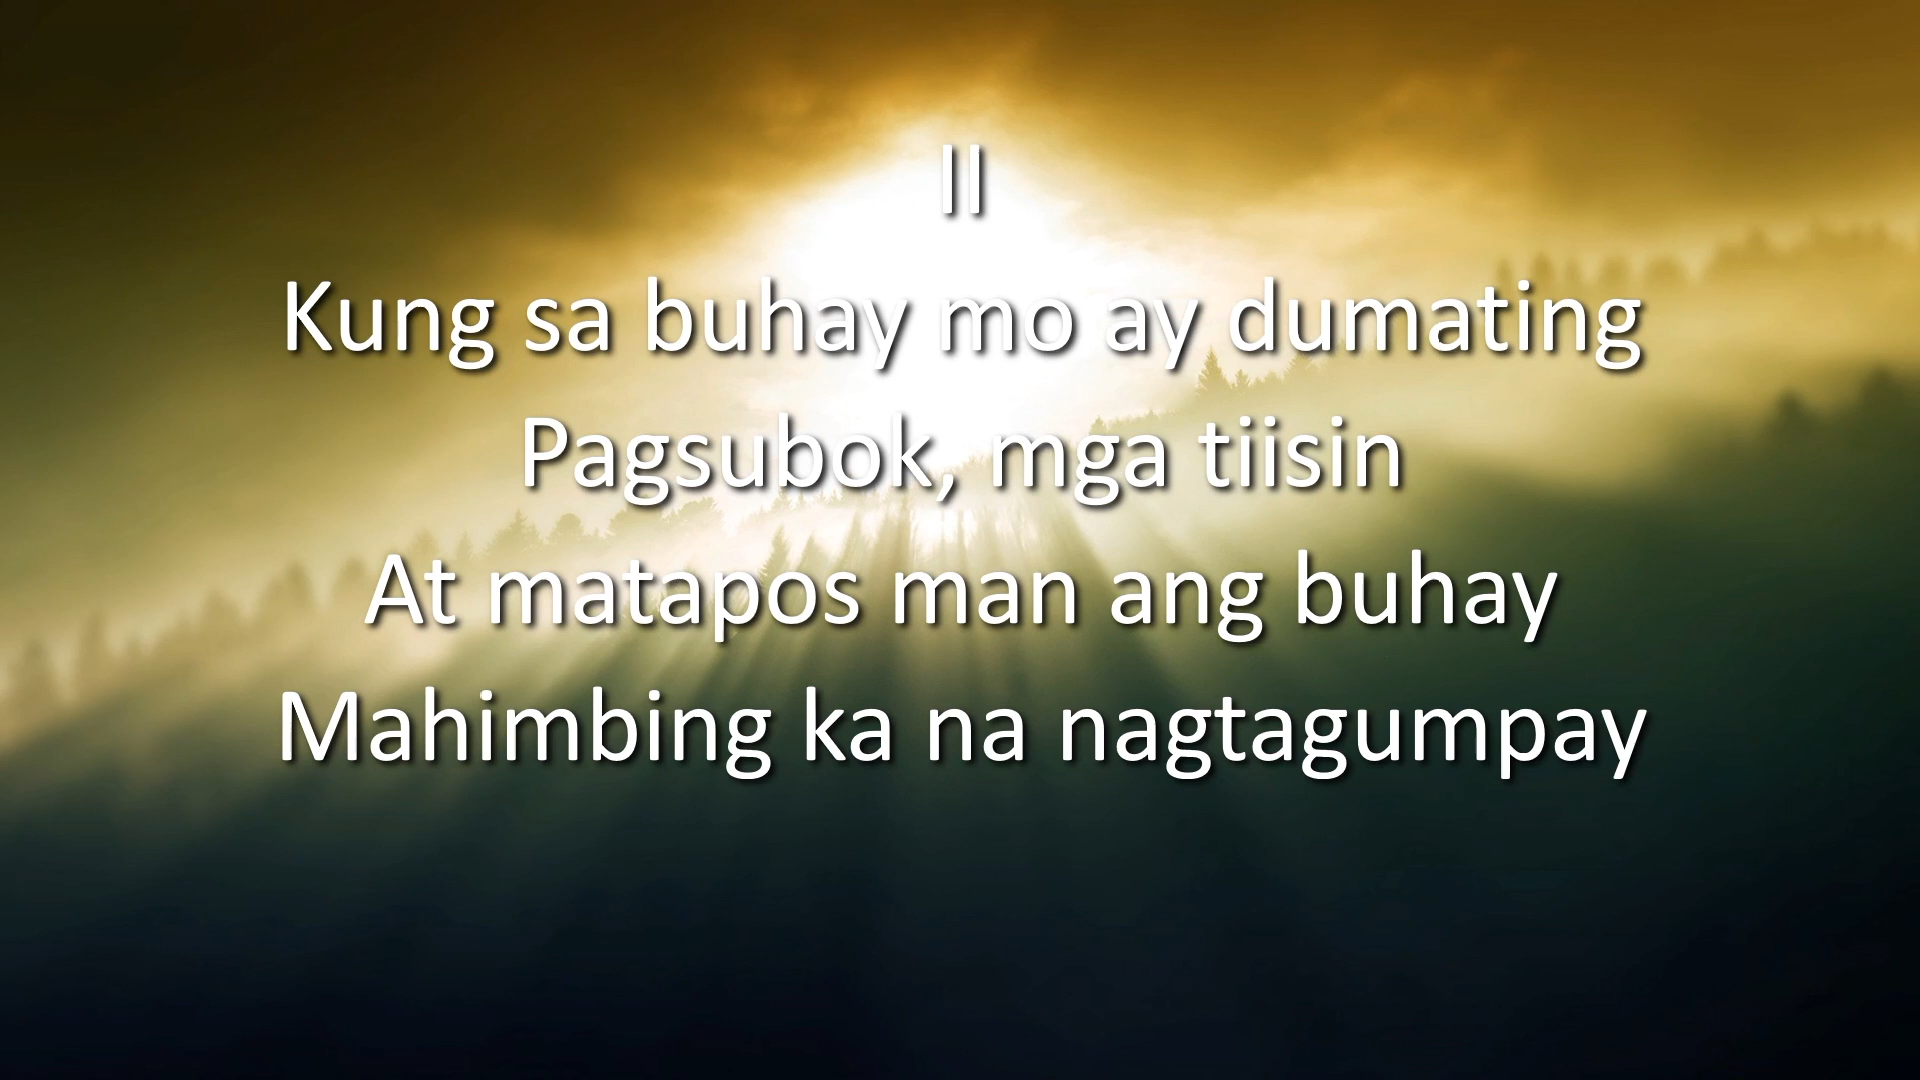 II
Kung sa buhay mo ay dumating
Pagsubok, mga tiisin
At matapos man ang buhay
Mahimbing ka na nagtagumpay